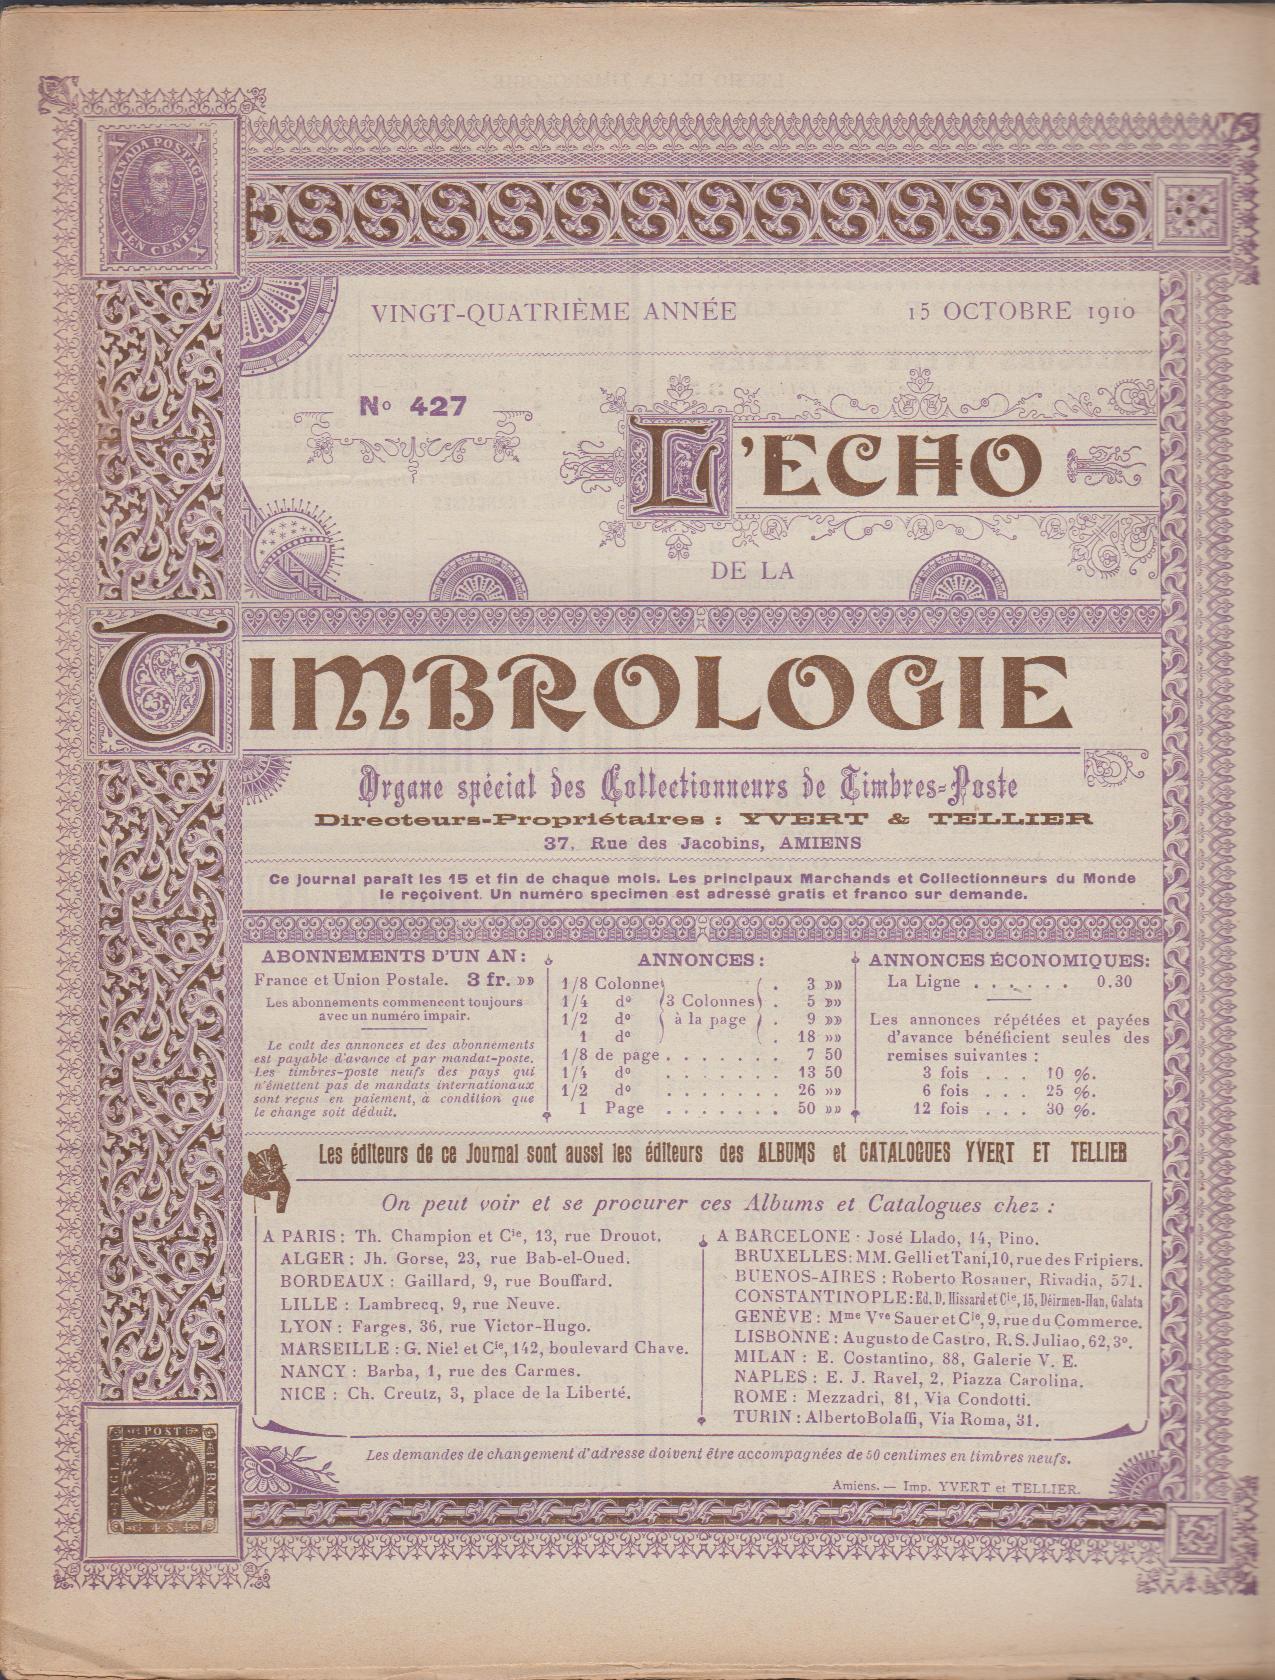 CANADA POSTAGE
TEN CENTS
VINGT-QUATRIÈME ANNÉE 15 OCTOBRE 1910
No 427
L'ÉCHO
DE LA
TIMBROLOGIE
Organe spécial des Collectionneurs de Timbres-Poste
Directeurs-Propriétaires : YVERT & TELLIER
37, Rue des Jacobins, AMIENS
Ce journal paraît les 15 et fin de chaque mois. Les principaux Marchands et Collectionneurs du Monde
le reçoivent. Un numéro specimen est adressé gratis et franco sur demande.
ABONNEMENTS D'UN AN :
France et Union Postale. 3 fr. »»
Les abonnements commencent toujours
avec un numéro impair.
Le coût des annonces et des abonnements
est payable d'avance et par mandat-poste.
Les timbres-poste neufs des pays qui
n'émettent pas de mandats internationaux
sont reçus en paiement, à condition que
le change soit déduit.
ANNONCES :
1/8 Colonne . 3 »»
1/4 do (3 Colonnes) . 5 »»
1/2 do à la page . 9 »»
1 do . 18 »»
1/8 de page . . . . . . . 7 50
1/4 do . . . . . . . 13 50
1/2 do . . . . . . . 26 »»
1 Page . . . . . . . 50 »»
ANNONCES ÉCONOMIQUES :
La Ligne . . . . . . 0.30
Les annonces répétées et payées
d'avance bénéficient seules des
remises suivantes :
3 fois . . . 10 %.
6 fois . . . 25 %.
12 fois . . . 30 %.
Les éditeurs de ce Journal sont aussi les éditeurs des ALBUMS et CATALOGUES YVERT ET TELLIER
On peut voir et se procurer ces Albums et Catalogues chez :
A PARIS : Th. Champion et Cie, 13, rue Drouot.
ALGER : Jh. Gorse, 23, rue Bab-el-Oued.
BORDEAUX : Gaillard, 9, rue Bouffard.
LILLE : Lambrecq, 9, rue Neuve.
LYON : Farges, 36, rue Victor-Hugo.
MARSEILLE : G. Niel et Cie, 142, boulevard Chave.
NANCY : Barba, 1, rue des Carmes.
NICE : Ch. Creutz, 3, place de la Liberté.
A BARCELONE : José Llado, 14, Pino.
BRUXELLES : MM. Gelli et Tani, 10, rue des Fripiers.
BUENOS-AIRES : Roberto Rosauer, Rivadia, 571.
CONSTANTINOPLE : Ed. D. Hissard et Cie, 15, Déirmen-Han, Galata
GENÈVE : Mme Vve Sauer et Cie, 9, rue du Commerce.
LISBONNE : Augusto de Castro, R. S. Juliao, 62, 3o.
MILAN : E. Costantino, 88, Galerie V. E.
NAPLES : E. J. Ravel, 2, Piazza Carolina.
ROME : Mezzadri, 81, Via Condotti.
TURIN : Alberto Bolaffi, Via Roma, 31.
POST
KGL
FRM
4 S
Les demandes de changement d'adresse doivent être accompagnées de 50 centimes en timbres neufs.
Amiens. — Imp. YVERT et TELLIER.